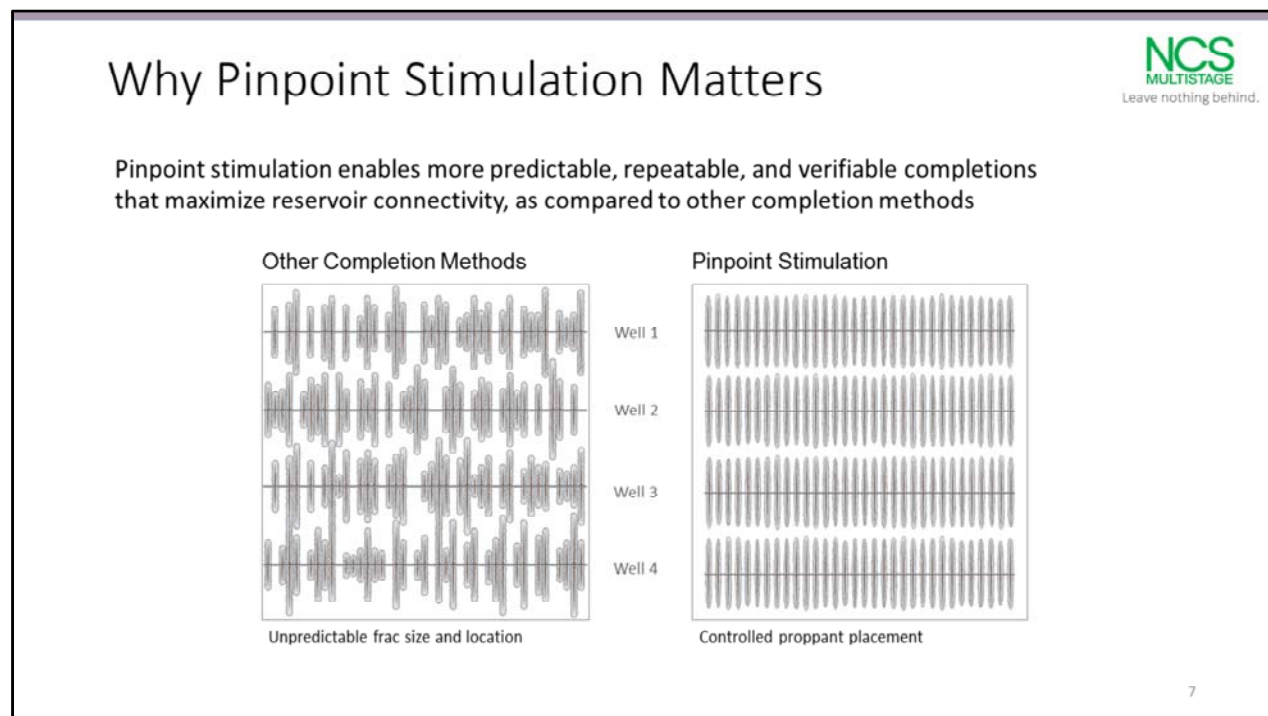 Why Pinpoint Stimulation Matters
NCS
MULTISTAGE
Leave nothing behind.
Pinpoint stimulation enables more predictable, repeatable, and verifiable completions
that maximize reservoir connectivity, as compared to other completion methods
Other Completion Methods
Pinpoint Stimulation
Well 1
Well 2
Well 3
Well 4
Unpredictable frac size and location
Controlled proppant placement
7